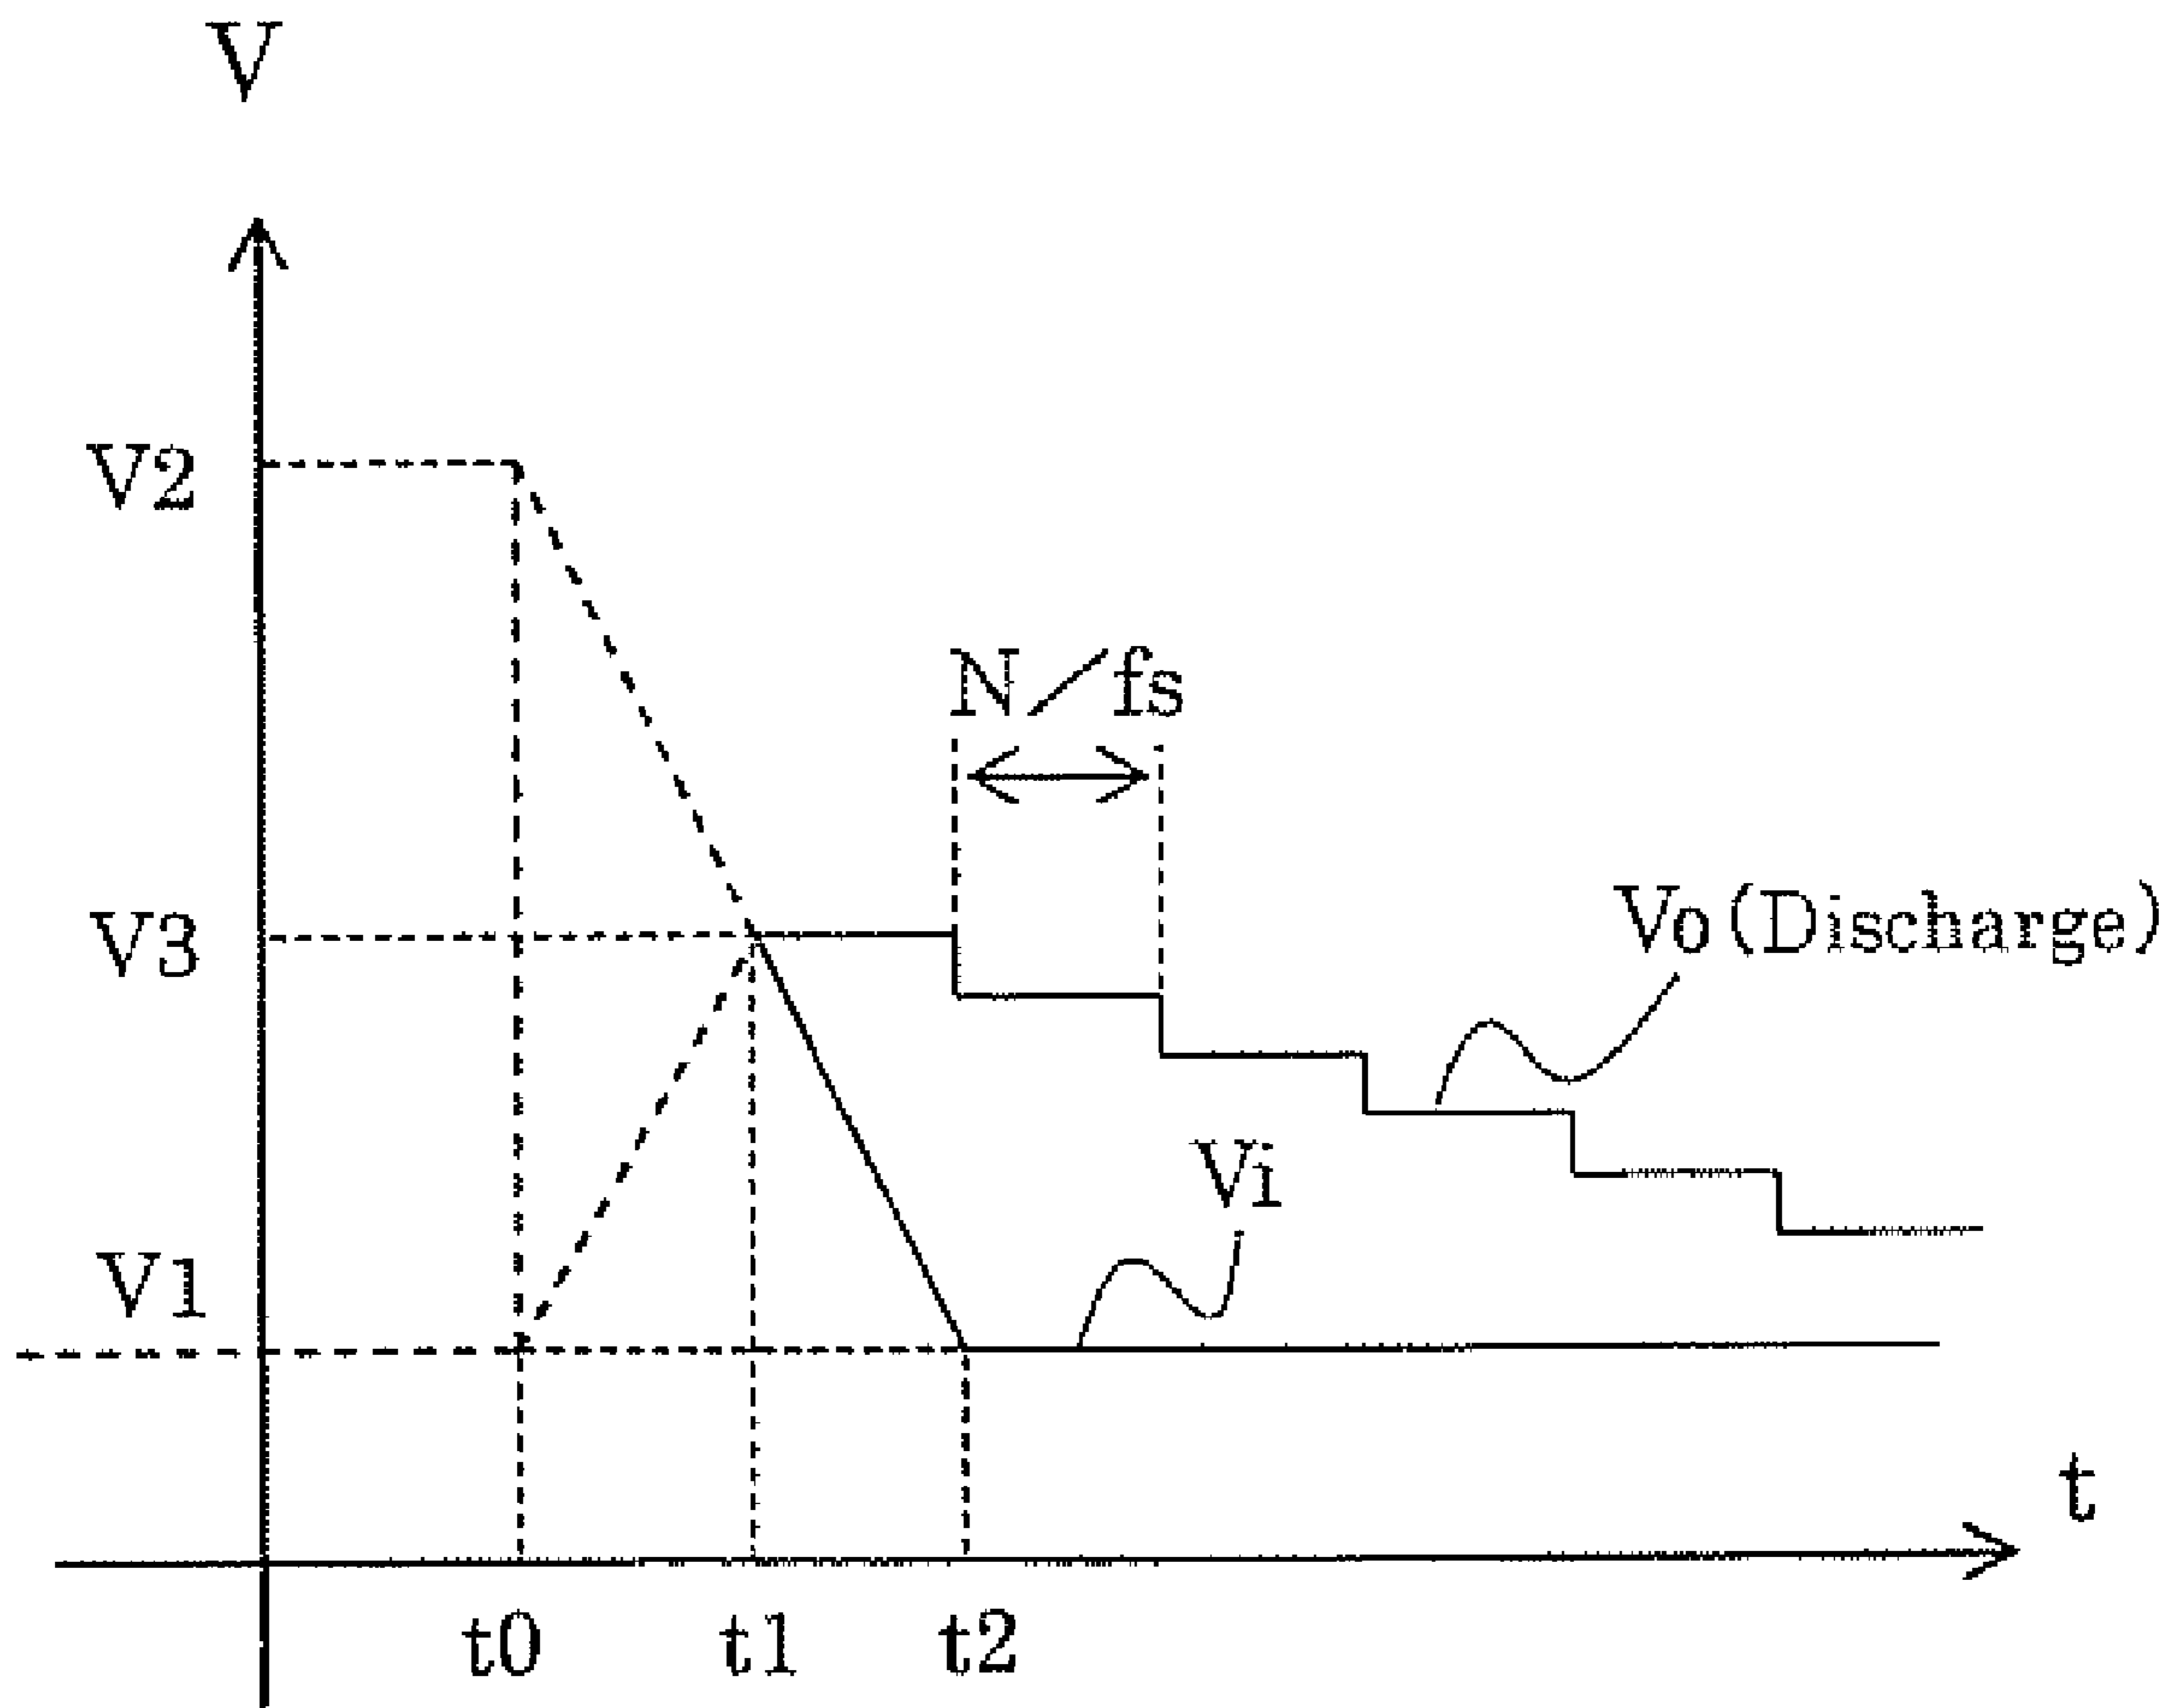 V
V2
N/fs
V3
Vo(Discharge)
Vi
V1
t
t0 t1 t2